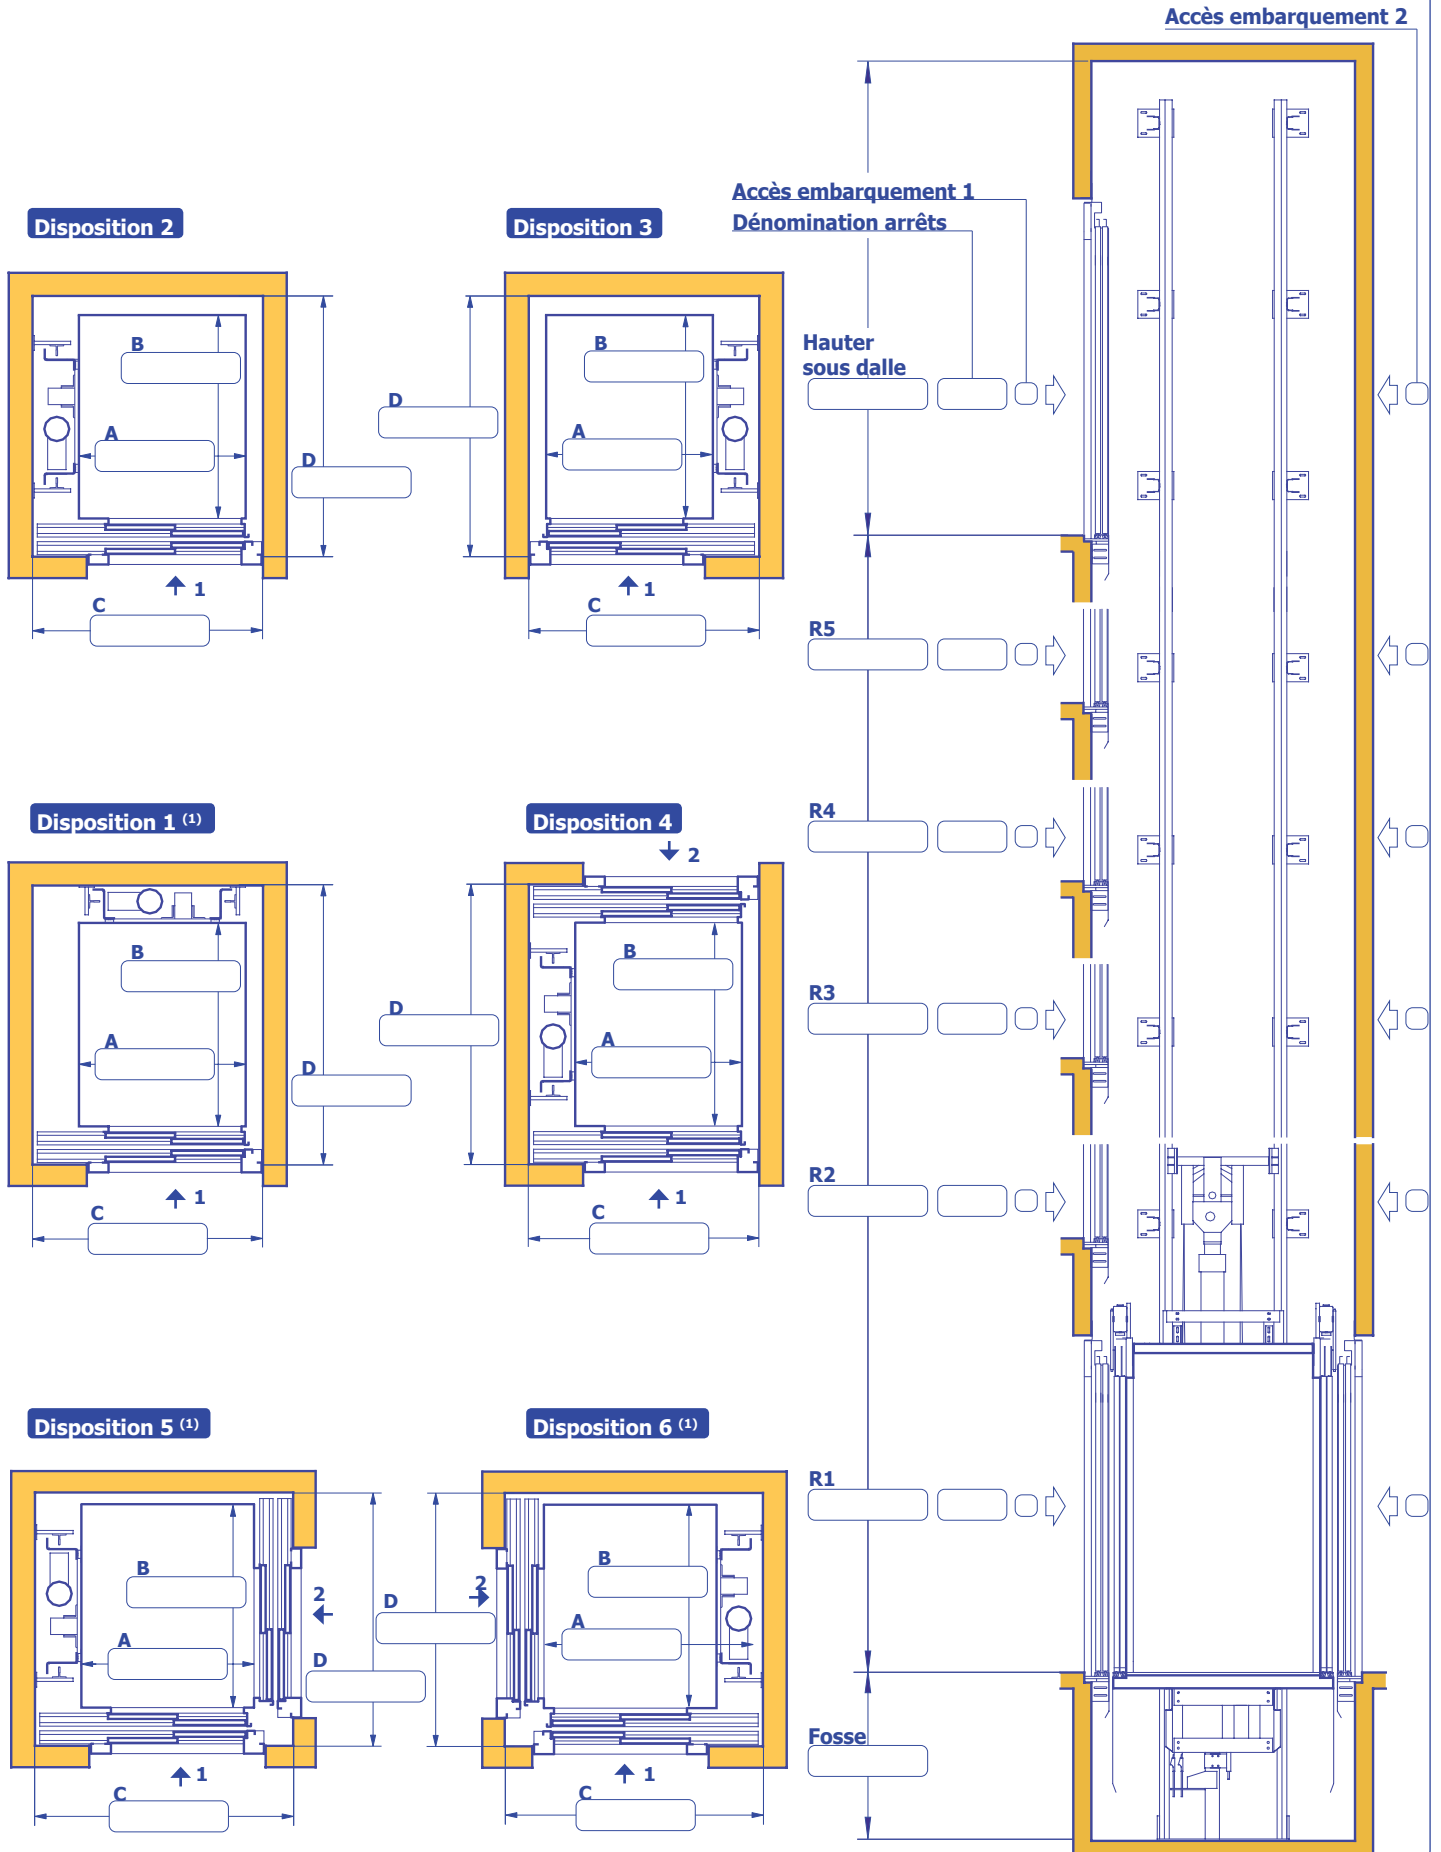 Accès embarquement 2
Accès embarquement 1
Dénomination arrêts
Disposition 2
Disposition 3
Hauter
sous dalle
B
A
D
1
C
B
D
A
1
C
R5
Disposition 1 (1)
Disposition 4
R4
2
B
A
D
1
C
B
D
A
1
C
R3
R2
Disposition 5 (1)
Disposition 6 (1)
R1
B
A
2
D
1
C
2
B
D
A
1
C
Fosse